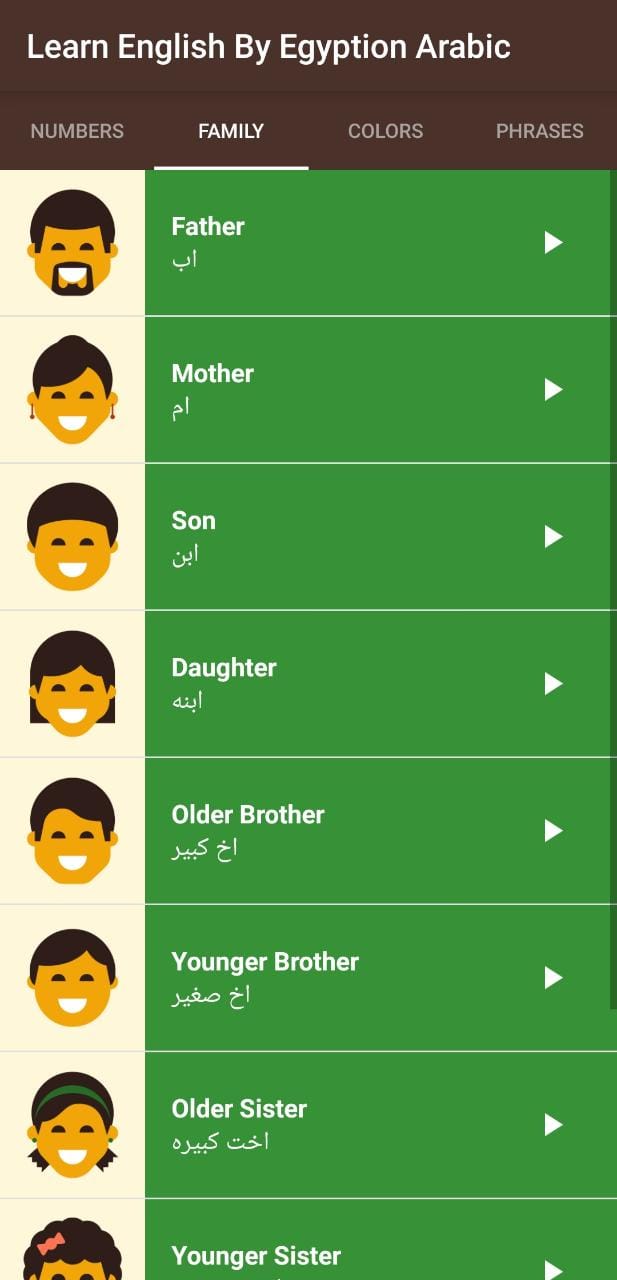 Learn English By Egyption Arabic
NUMBERS FAMILY COLORS PHRASES
Father
اب
Mother
ام
Son
ابن
Daughter
ابنه
Older Brother
اخ كبير
Younger Brother
اخ صغير
Older Sister
اخت كبيره
Younger Sister